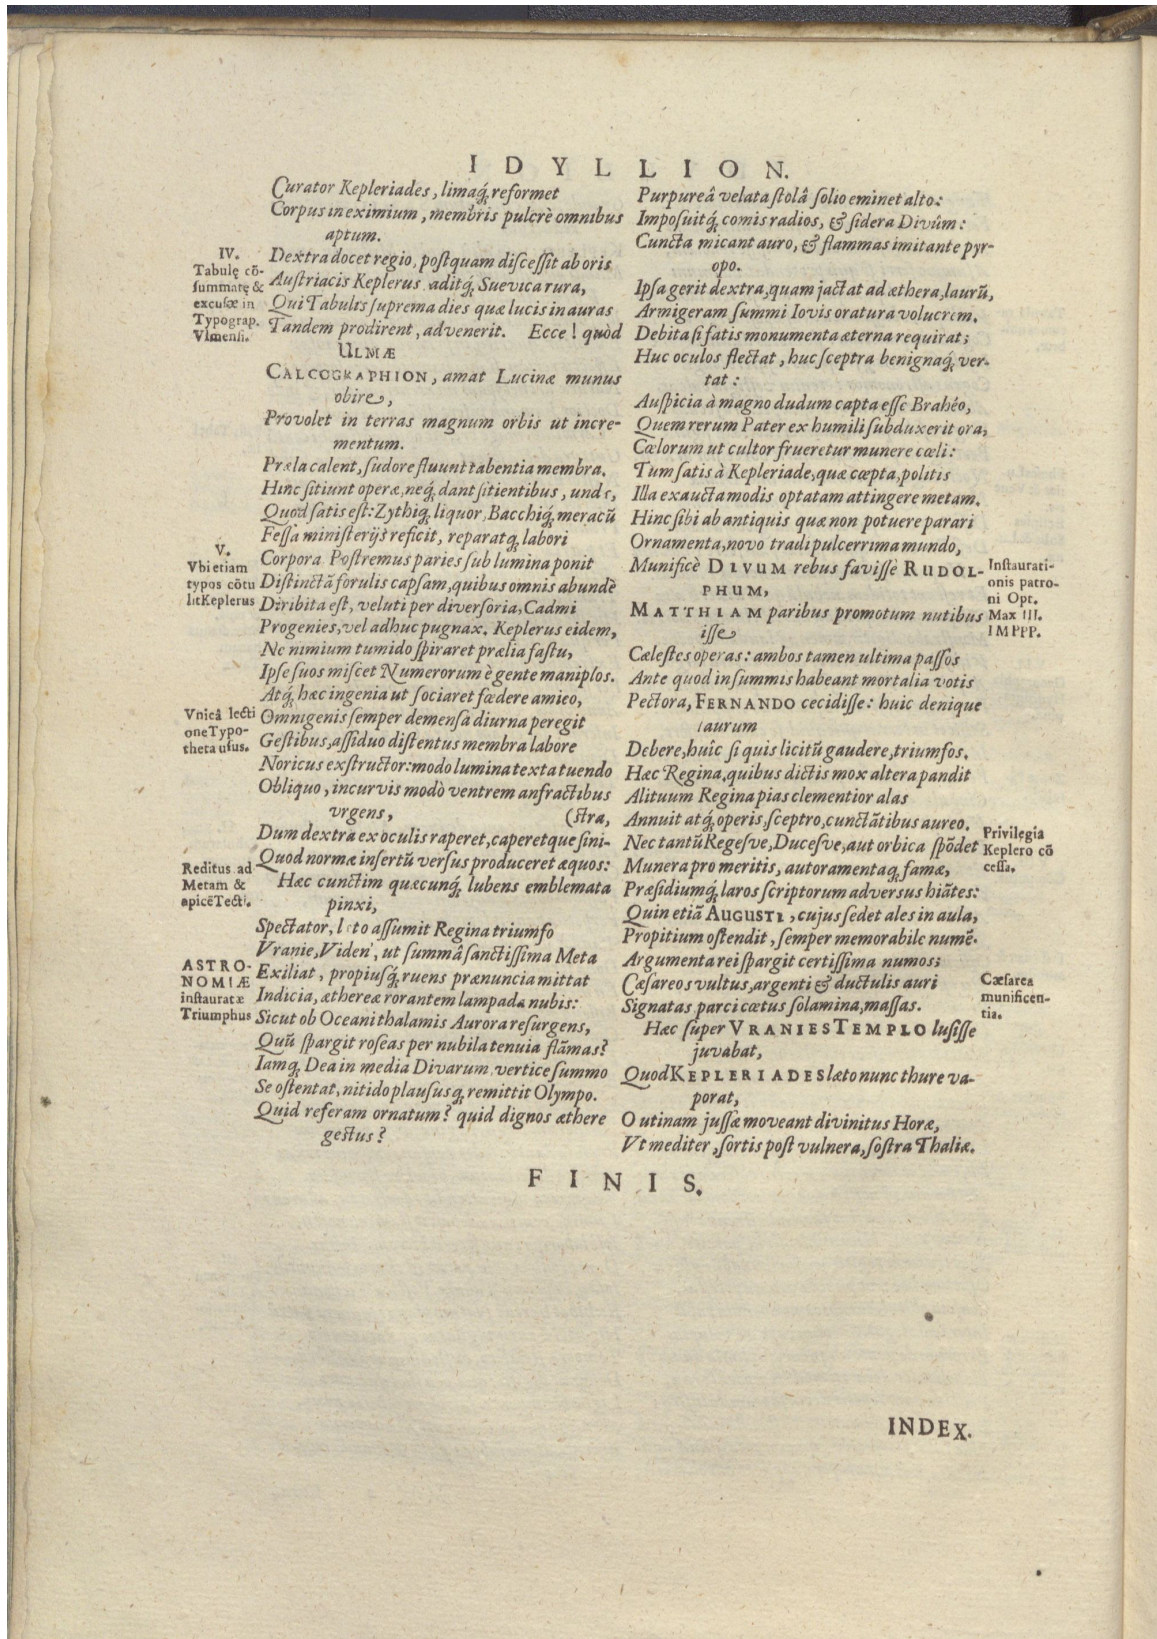 IDYLLION.
Curator Kepleriades, limaq́; reformet
Corpus in eximium, membris pulcrè omnibus
aptum.
IV.
Tabulę cō-
summatę &
excusæ in
Typograp.
Vlmensi.
Dextra docet regio, postquam discessit ab oris
Austriacis Keplerus aditq́; Suevica rura,
Qui Tabulis suprema dies quæ lucis in auras
Tandem prodirent, advenerit. Ecce! quòd
ULMÆ
CALCOGRAPHION, amat Lucinæ munus
obire,
Provolet in terras magnum orbis ut incre-
mentum.
Præla calent, sudore fluunt tabentia membra.
Hinc sitiunt operæ, neq́; dant sitientibus, undę,
Quod satis est: Zythiq́; liquor, Bacchiq́; meracū
Fessa ministerijs reficit, reparatq́; labori
V.
Vbi etiam
typos cōtu
lit Keplerus
Corpora Postremus paries sub lumina ponit
Distinctā forulis capsam, quibus omnis abundè
Diribita est, veluti per diversoria, Cadmi
Progenies, vel adhuc pugnax. Keplerus eidem,
Ne nimium tumido spiraret prælia fastu,
Ipse suos miscet Numerorum è gente maniplos.
Atq́; hæc ingenia ut sociaret fœdere amico,
Vnicâ lecti
one Typo-
theta usus.
Omnigenis semper demensâ diurna peregit
Gestibus, assiduo distentus membra labore
Noricus exstructor: modo lumina texta tuendo
Obliquo, incurvis modò ventrem anfractibus
urgens, (stra,
Dum dextra ex oculis raperet, caperetque sini-
Quod normæ insertū versus produceret æquos:
Reditus ad
Metam &
apicē Tecti.
Hæc cunctim quæcunq́; lubens emblemata
pinxi,
Spectator, læto assumit Regina triumfo
Vranie, Viden', ut summâ sanctissima Meta
ASTRO-
NOMIÆ
instauratæ
Triumphus
Exiliat, propiusq́; ruens prænuncia mittat
Indicia, æthereæ rorantem lampada nubis:
Sicut ob Oceani thalamis Aurora resurgens,
Quū spargit roseas per nubila tenuia flāmas?
Iamq́; Dea in media Divarum vertice summo
Se ostentat, nitido plaususq́; remittit Olympo.
Quid referam ornatum? quid dignos æthere
gestus?
Purpureâ velata stolâ solio eminet alto:
Imposuitq́; comis radios, & sidera Divûm:
Cuncta micant auro, & flammas imitante pyr-
opo.
Ipsa gerit dextra, quam jactat ad æthera, laurū,
Armigeram summi Iovis oratura volucrem.
Debita si fatis monumenta æterna requirat;
Huc oculos flectat, huc sceptra benignaq́; ver-
tat:
Auspicia à magno dudum capta esse Brahéo,
Quem rerum Pater ex humili subduxerit ora,
Cœlorum ut cultor frueretur munere cœli:
Tum satis à Kepleriade, quæ cœpta, politis
Illa exaucta modis optatam attingere metam.
Hinc sibi ab antiquis quæ non potuere parari
Ornamenta, novo tradi pulcerrima mundo,
Munificè DIVUM rebus favisse RUDOL-
PHUM,
Instaurati-
onis patro-
ni Opt.
Max III.
IMPPP.
MATTHIAM paribus promotum nutibus
isse
Cælestes operas: ambos tamen ultima passos
Ante quod in summis habeant mortalia votis
Pectora, FERNANDO cecidisse: huic denique
laurum
Debere, huîc si quis licitū gaudere, triumfos.
Hæc Regina, quibus dictis mox altera pandit
Alituum Regina pias clementior alas
Annuit atq́; operis, sceptro, cunctātibus aureo.
Privilegia
Keplero cō
cessa.
Nec tantū Regesve, Ducesve, aut orbica spōdet
Munera pro meritis, autoramentaq́; famæ,
Præsidiumq́; laros scriptorum adversus hiātes:
Quin etiā AUGUSTI, cujus sedet ales in aula,
Propitium ostendit, semper memorabile numē.
Argumenta rei spargit certissima numos;
Cæsarea
munificen-
tia.
Cæsareos vultus, argenti & ductulis auri
Signatas parci cœtus solamina, massas.
Hæc super VRANIES TEMPLO lusisse
juvabat,
Quod KEPLERIADES læto nunc thure va-
porat,
O utinam jussæ moveant divinitus Horæ,
Vt mediter, sortis post vulnera, sostra Thaliæ.
FINIS.
INDEX.